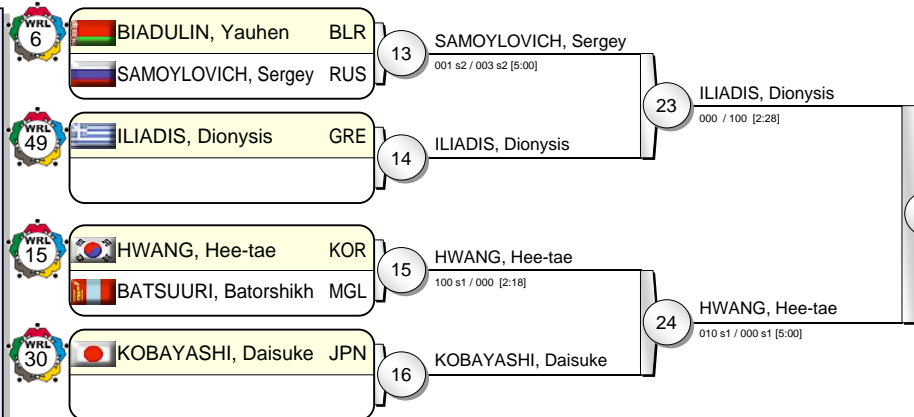 WRL
6
BIADULIN, Yauhen BLR
SAMOYLOVICH, Sergey RUS
13
SAMOYLOVICH, Sergey
001 s2 / 003 s2 [5:00]
WRL
49
ILIADIS, Dionysis GRE
14
ILIADIS, Dionysis
23
ILIADIS, Dionysis
000 / 100 [2:28]
WRL
15
HWANG, Hee-tae KOR
BATSUURI, Batorshikh MGL
15
HWANG, Hee-tae
100 s1 / 000 [2:18]
WRL
30
KOBAYASHI, Daisuke JPN
16
KOBAYASHI, Daisuke
24
HWANG, Hee-tae
010 s1 / 000 s1 [5:00]